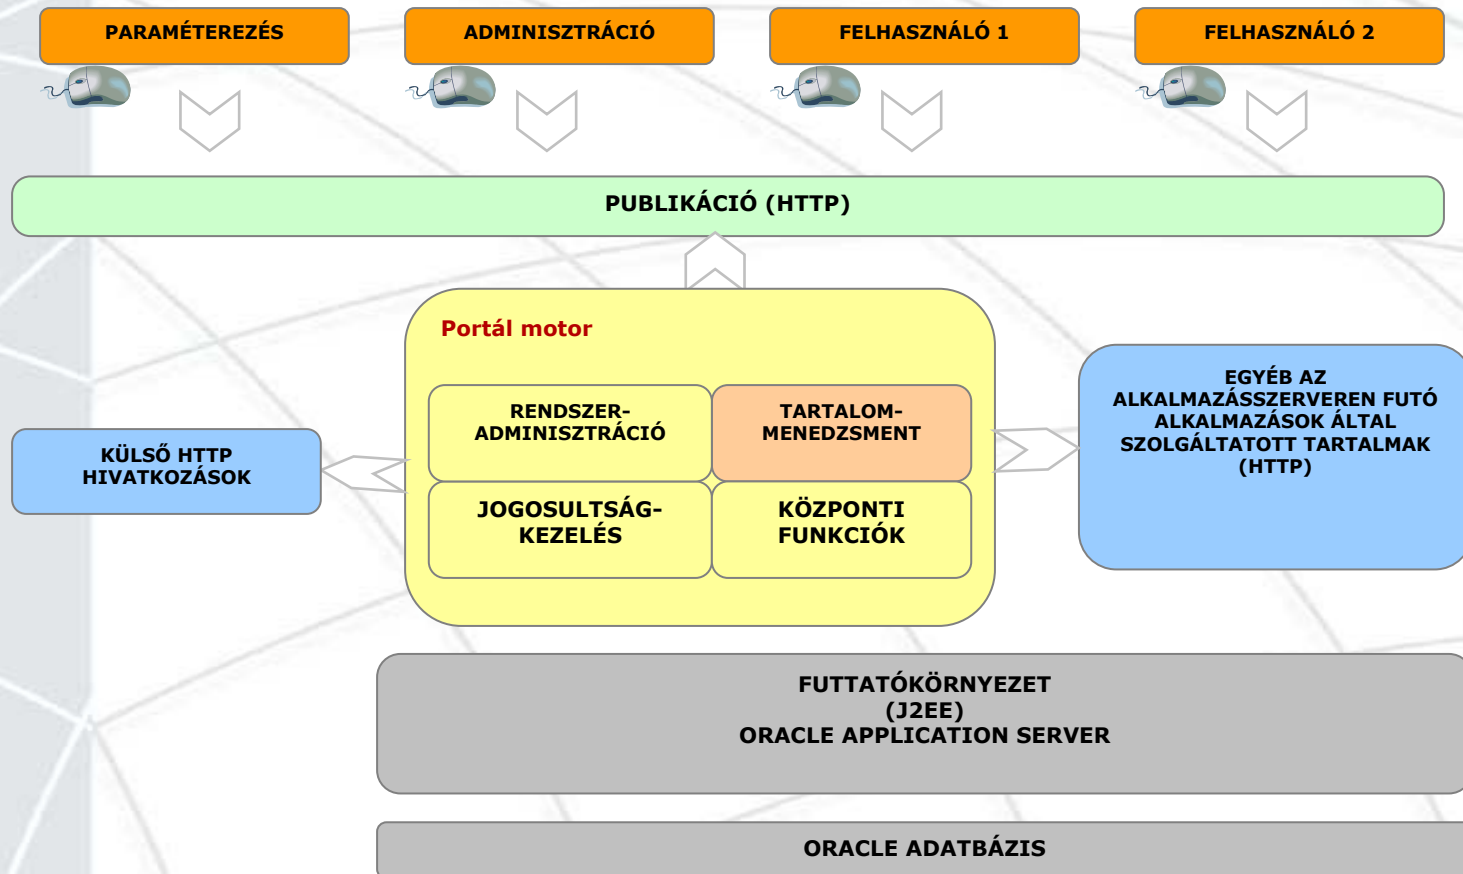 PARAMÉTEREZÉS
ADMINISZTRÁCIÓ
FELHASZNÁLÓ 1
FELHASZNÁLÓ 2
PUBLIKÁCIÓ (HTTP)
Portál motor
RENDSZER-
ADMINISZTRÁCIÓ
TARTALOM-
MENEDZSMENT
JOGOSULTSÁG-
KEZELÉS
KÖZPONTI
FUNKCIÓK
KÜLSŐ HTTP
HIVATKOZÁSOK
EGYÉB AZ
ALKALMAZÁSSZERVEREN FUTÓ
ALKALMAZÁSOK ÁLTAL
SZOLGÁLTATOTT TARTALMAK
(HTTP)
FUTTATÓKÖRNYEZET
(J2EE)
ORACLE APPLICATION SERVER
ORACLE ADATBÁZIS